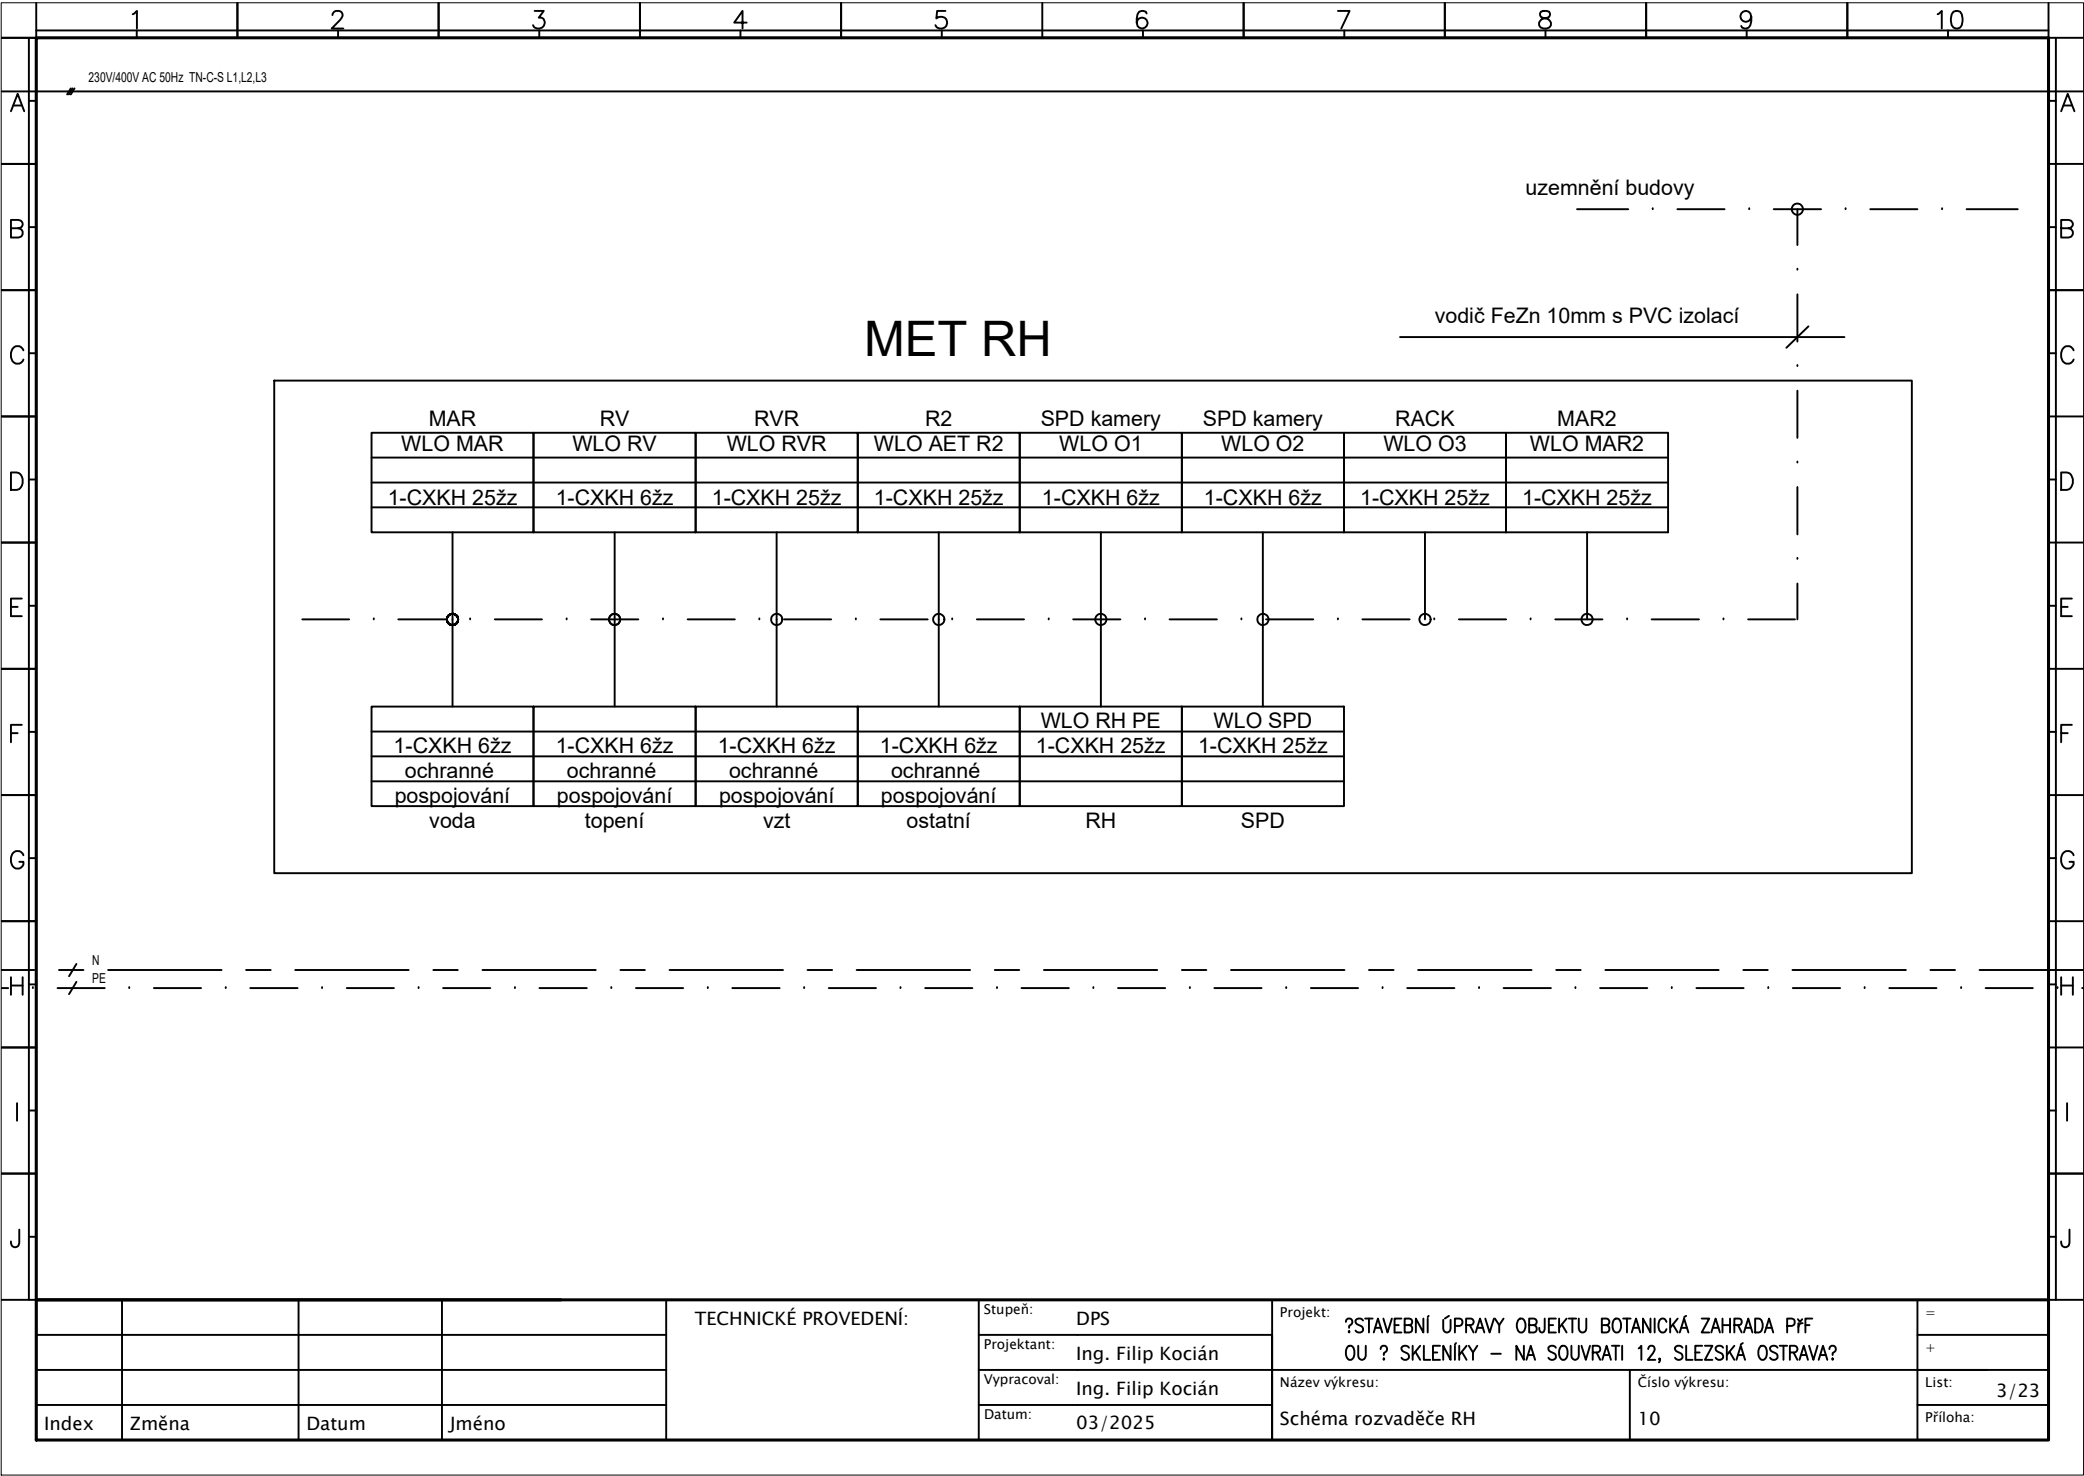 1 2 3 4 5 6 7 8 9 10
230V/400V AC 50Hz TN-C-S L1,L2,L3
A A
uzemnění budovy
B B
vodič FeZn 10mm s PVC izolací
MET RH
C C
MAR RV RVR R2 SPD kamery SPD kamery RACK MAR2
WLO MAR WLO RV WLO RVR WLO AET R2 WLO O1 WLO O2 WLO O3 WLO MAR2
D D
1-CXKH 25žz 1-CXKH 6žz 1-CXKH 25žz 1-CXKH 25žz 1-CXKH 6žz 1-CXKH 6žz 1-CXKH 25žz 1-CXKH 25žz
E E
WLO RH PE WLO SPD
F F
1-CXKH 6žz 1-CXKH 6žz 1-CXKH 6žz 1-CXKH 6žz 1-CXKH 25žz 1-CXKH 25žz
ochranné ochranné ochranné ochranné
pospojování pospojování pospojování pospojování
voda topení vzt ostatní RH SPD
G G
N
PE
H H
I I
J J
TECHNICKÉ PROVEDENÍ:
Stupeň: DPS
Projektant: Ing. Filip Kocián
Vypracoval: Ing. Filip Kocián
Datum: 03/2025
Projekt: ?STAVEBNÍ ÚPRAVY OBJEKTU BOTANICKÁ ZAHRADA PřF
OU ? SKLENÍKY – NA SOUVRATI 12, SLEZSKÁ OSTRAVA?
Název výkresu:
Schéma rozvaděče RH
Číslo výkresu:
10
=
+
List: 3/23
Příloha:
Index Změna Datum Jméno